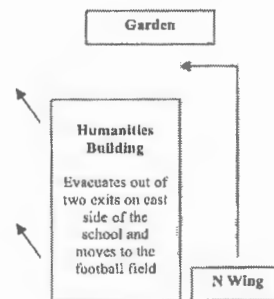 Garden
Humanities
Building
Evacuates out of
two exits on east
side of the
school and
moves to the
football field
N Wing